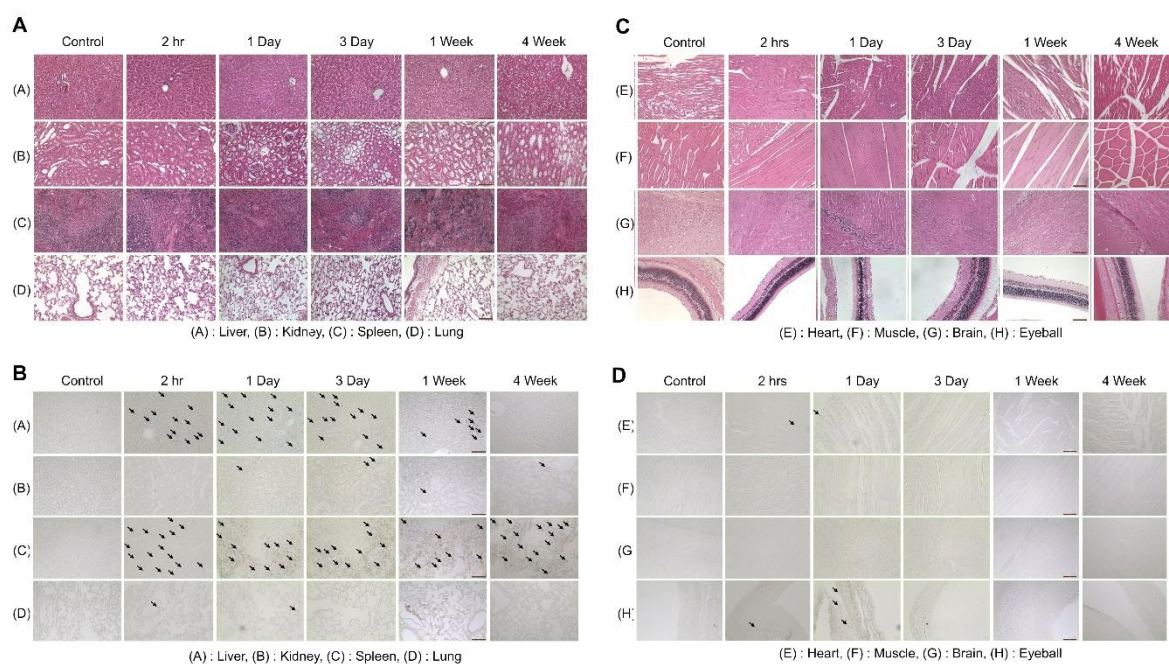 A
Control 2 hr 1 Day 3 Day 1 Week 4 Week
(A)
(B)
(C)
(D)
(A) : Liver, (B) : Kidney, (C) : Spleen, (D) : Lung
B
Control 2 hr 1 Day 3 Day 1 Week 4 Week
(A)
(B)
(C)
(D)
(A) : Liver, (B) : Kidney, (C) : Spleen, (D) : Lung
C
Control 2 hrs 1 Day 3 Day 1 Week 4 Week
(E)
(F)
(G)
(H)
(E) : Heart, (F) : Muscle, (G) : Brain, (H) : Eyeball
D
Control 2 hrs 1 Day 3 Day 1 Week 4 Week
(E)
(F)
(G
(H)
(E) : Heart, (F) : Muscle, (G) : Brain, (H) : Eyeball